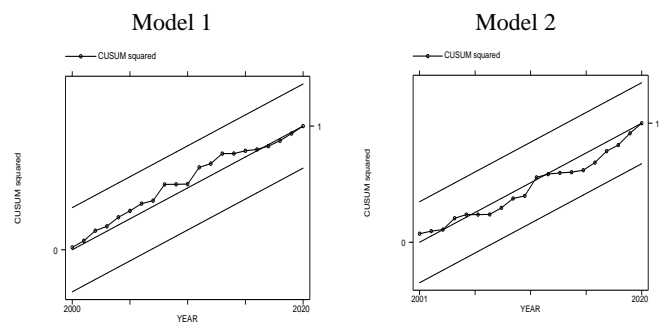 Model 1
CUSUM squared
CUSUM squared
1
0
2000
2020
YEAR
Model 2
CUSUM squared
CUSUM squared
1
0
2001
2020
YEAR